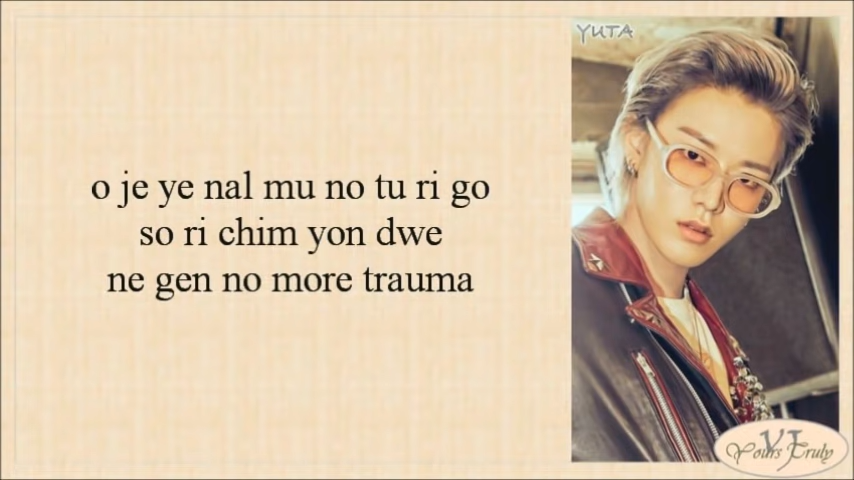 YUTA
o je ye nal mu no tu ri go
so ri chim yon dwe
ne gen no more trauma
YJ
Yours Truly